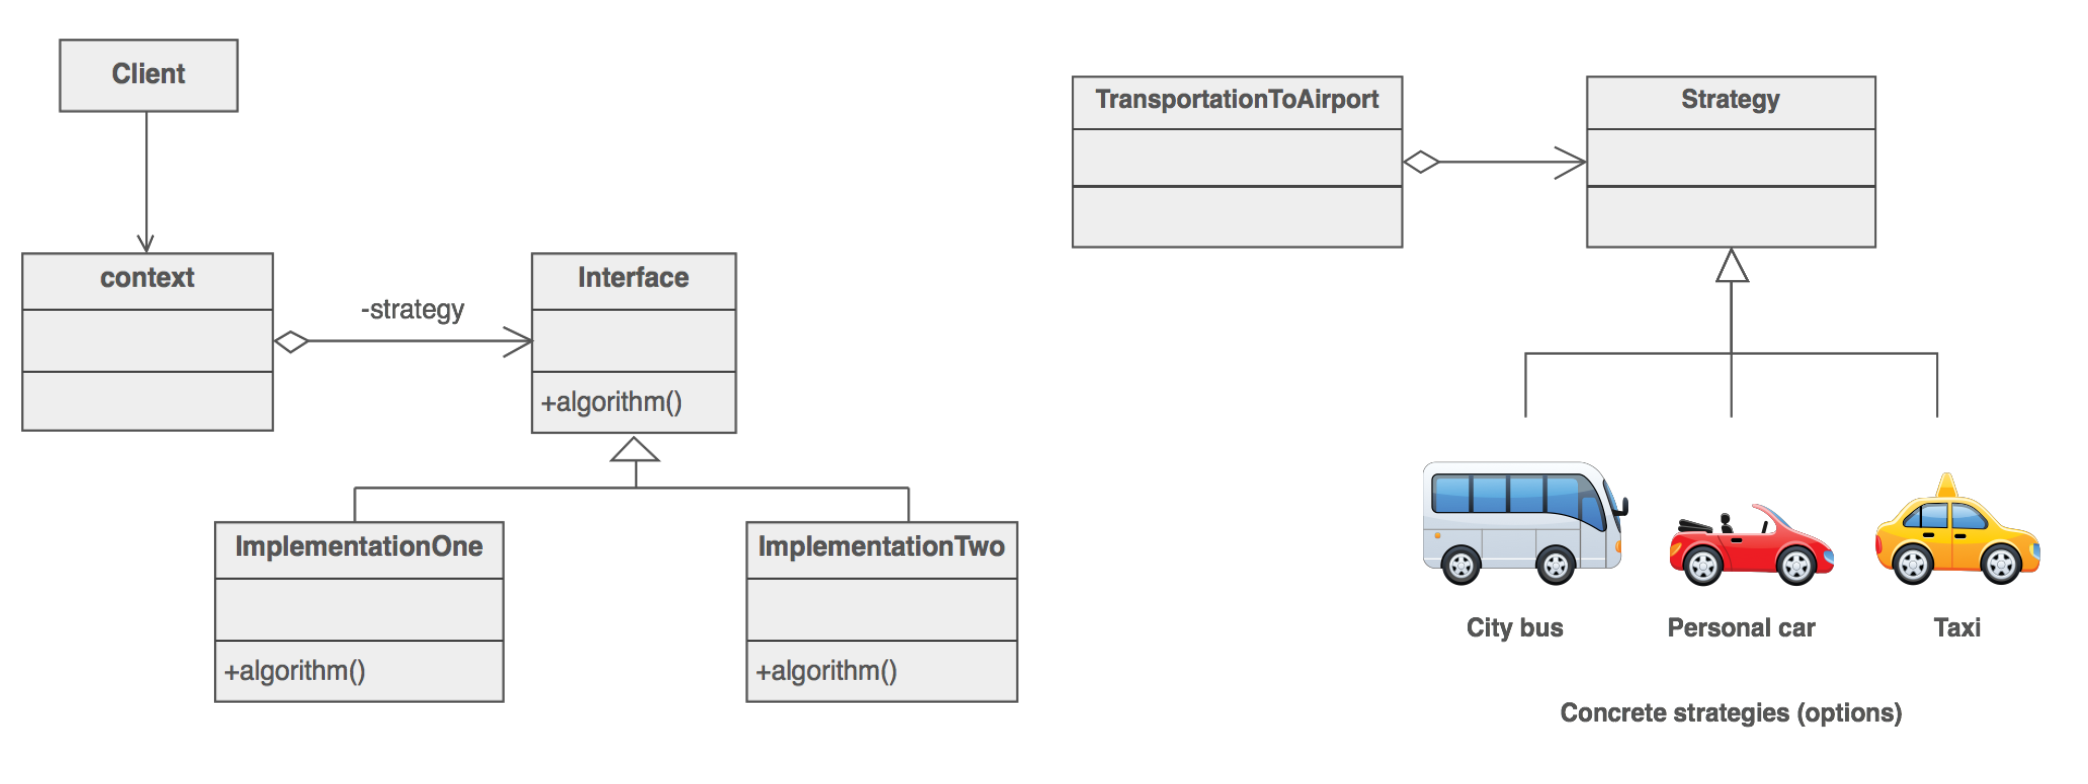 Client
context
-strategy
Interface
+algorithm()
ImplementationOne
+algorithm()
ImplementationTwo
+algorithm()
TransportationToAirport
Strategy
City bus
Personal car
Taxi
Concrete strategies (options)